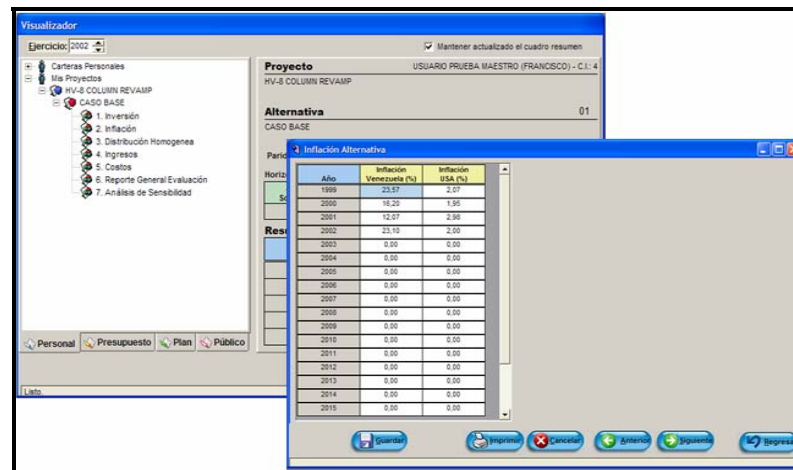 Visualizador
Ejercicio: 2002
Mantener actualizado el cuadro resumen
Carteras Personales
Mis Proyectos
HV-8 COLUMN REVAMP
CASO BASE
1. Inversión
2. Inflación
3. Distribución Homogenea
4. Ingresos
5. Costos
6. Reporte General Evaluación
7. Análisis de Sensibilidad
Personal Presupuesto Plan Público
Listo.
Proyecto USUARIO PRUEBA MAESTRO (FRANCISCO) - C.I.: 4
HV-8 COLUMN REVAMP
Alternativa 01
CASO BASE
Inflación Alternativa
Año Inflación Venezuela (%) Inflación USA (%)
1999 23,57 2,07
2000 16,20 1,95
2001 12,07 2,98
2002 23,10 2,00
2003 0,00 0,00
2004 0,00 0,00
2005 0,00 0,00
2006 0,00 0,00
2007 0,00 0,00
2008 0,00 0,00
2009 0,00 0,00
2010 0,00 0,00
2011 0,00 0,00
2012 0,00 0,00
2013 0,00 0,00
2014 0,00 0,00
2015 0,00 0,00
Guardar Imprimir Cancelar Anterior Siguiente Regresa